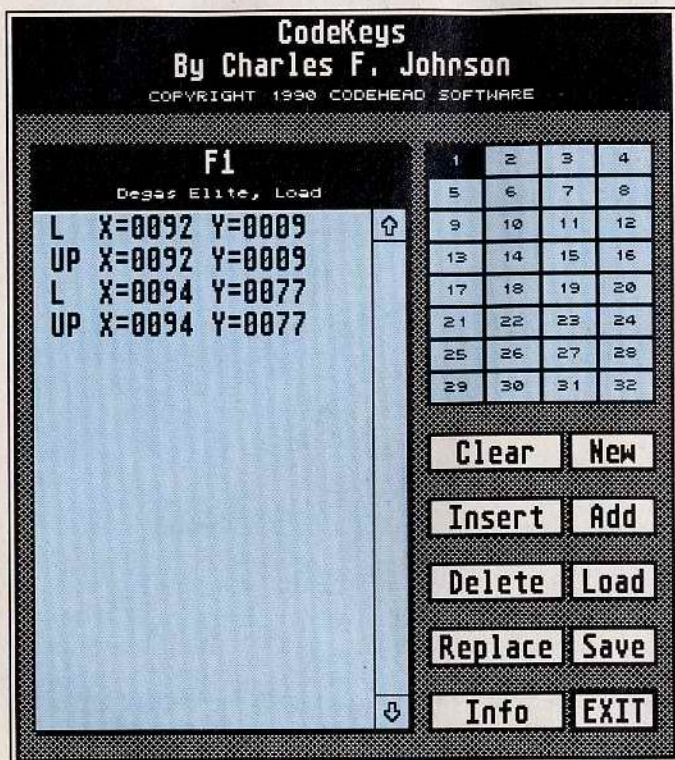 CodeKeys
By Charles F. Johnson
COPYRIGHT 1990 CODEHEAD SOFTWARE
F1
Degas Elite, Load
L X=0092 Y=0009
UP X=0092 Y=0009
L X=0094 Y=0077
UP X=0094 Y=0077
1 2 3 4
5 6 7 8
9 10 11 12
13 14 15 16
17 18 19 20
21 22 23 24
25 26 27 28
29 30 31 32
Clear New
Insert Add
Delete Load
Replace Save
Info EXIT